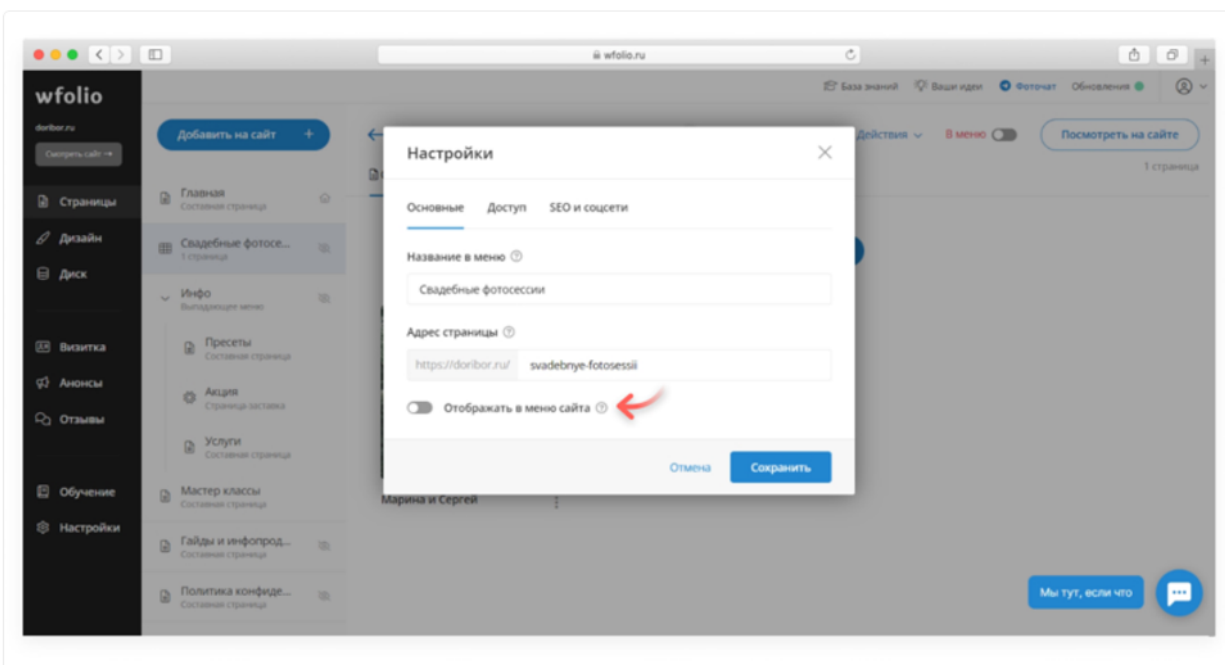 wfolio.ru
wfolio
База знаний Ваши идеи Фоточат Обновления
doribor.ru
Смотреть сайт →
Добавить на сайт +
Действия
В меню
Посмотреть на сайте
1 страница
Страницы
Дизайн
Диск
Визитка
Анонсы
Отзывы
Обучение
Настройки
Главная
Составная страница
Свадебные фотосе...
1 страница
Инфо
Выпадающее меню
Пресеты
Составная страница
Акция
Страница-заставка
Услуги
Составная страница
Мастер классы
Составная страница
Гайды и инфопрод...
Составная страница
Политика конфиде...
Составная страница
Настройки
Основные Доступ SEO и соцсети
Название в меню
Свадебные фотосессии
Адрес страницы
https://doribor.ru/ svadebnye-fotosessii
Отображать в меню сайта
Отмена Сохранить
Марина и Сергей
Мы тут, если что